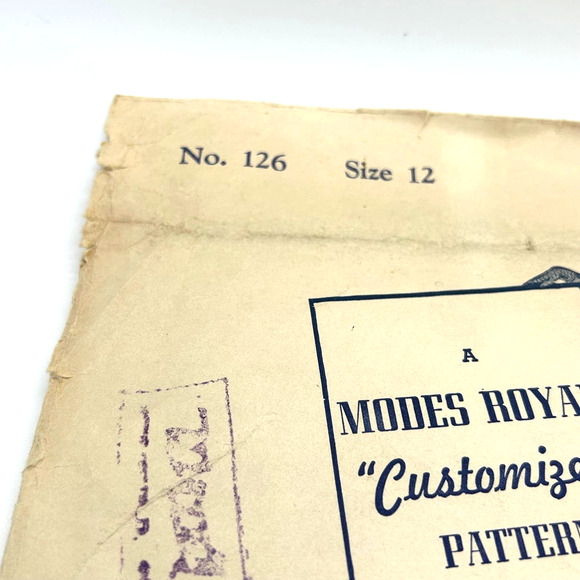 No. 126 Size 12
A
MODES ROYA
"Customize
PATTERN